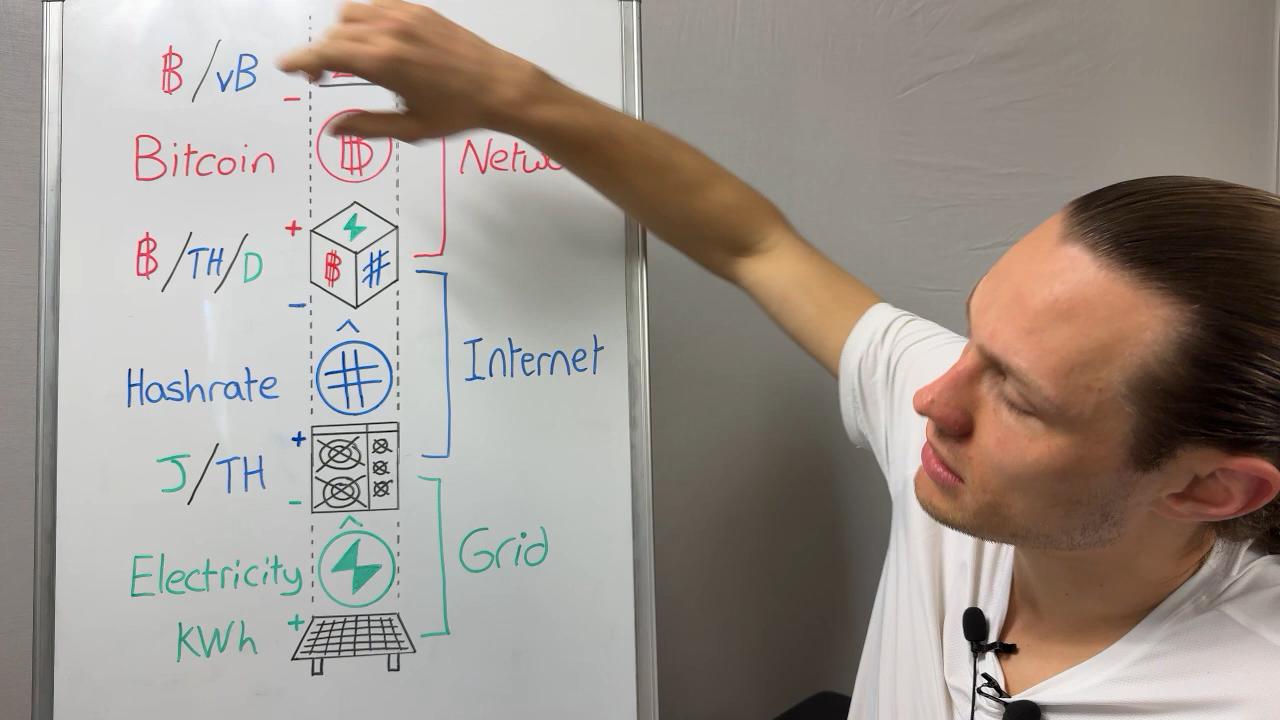 ₿/vB
Bitcoin
₿/TH/D
Hashrate
J/TH
Electricity
KWh
₿
₿ #
#
Internet
Grid